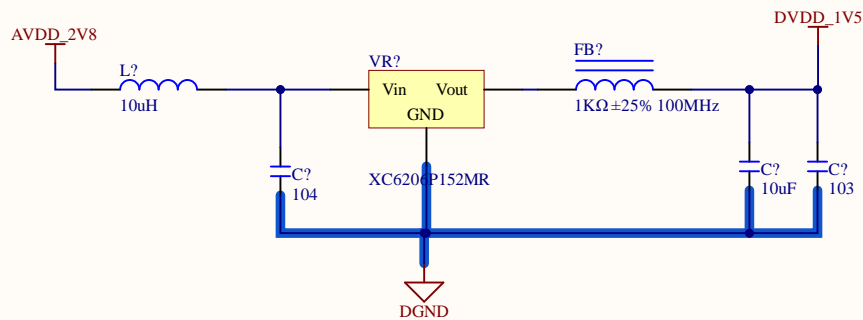 AVDD_2V8
DVDD_1V5
L?
10uH
VR?
Vin
Vout
GND
FB?
1KΩ ±25% 100MHz
XC6206P152MR
C?
104
C?
10uF
C?
103
DGND